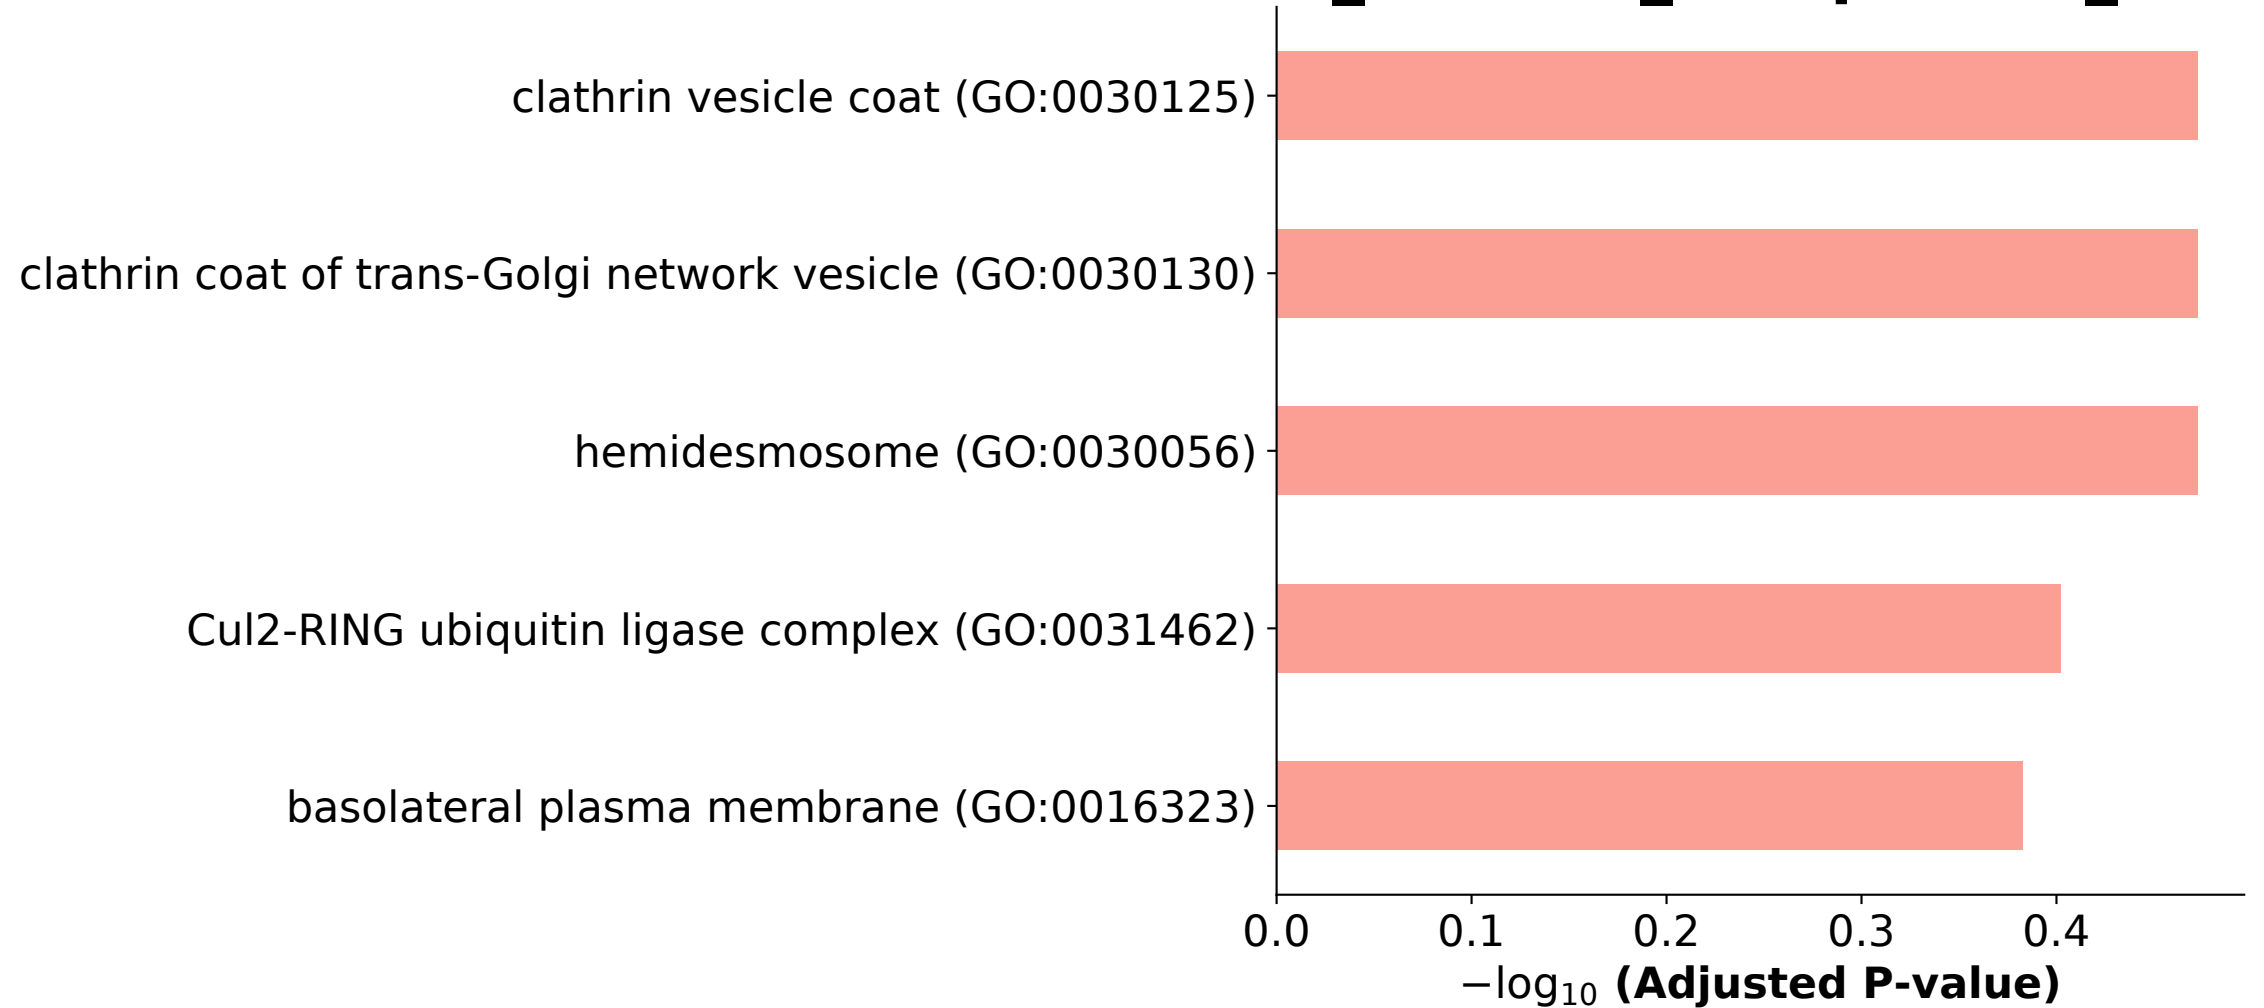 clathrin vesicle coat (GO:0030125)
clathrin coat of trans-Golgi network vesicle (GO:0030130)
hemidesmosome (GO:0030056)
Cul2-RING ubiquitin ligase complex (GO:0031462)
basolateral plasma membrane (GO:0016323)
0.0 0.1 0.2 0.3 0.4
−log₁₀ (Adjusted P-value)